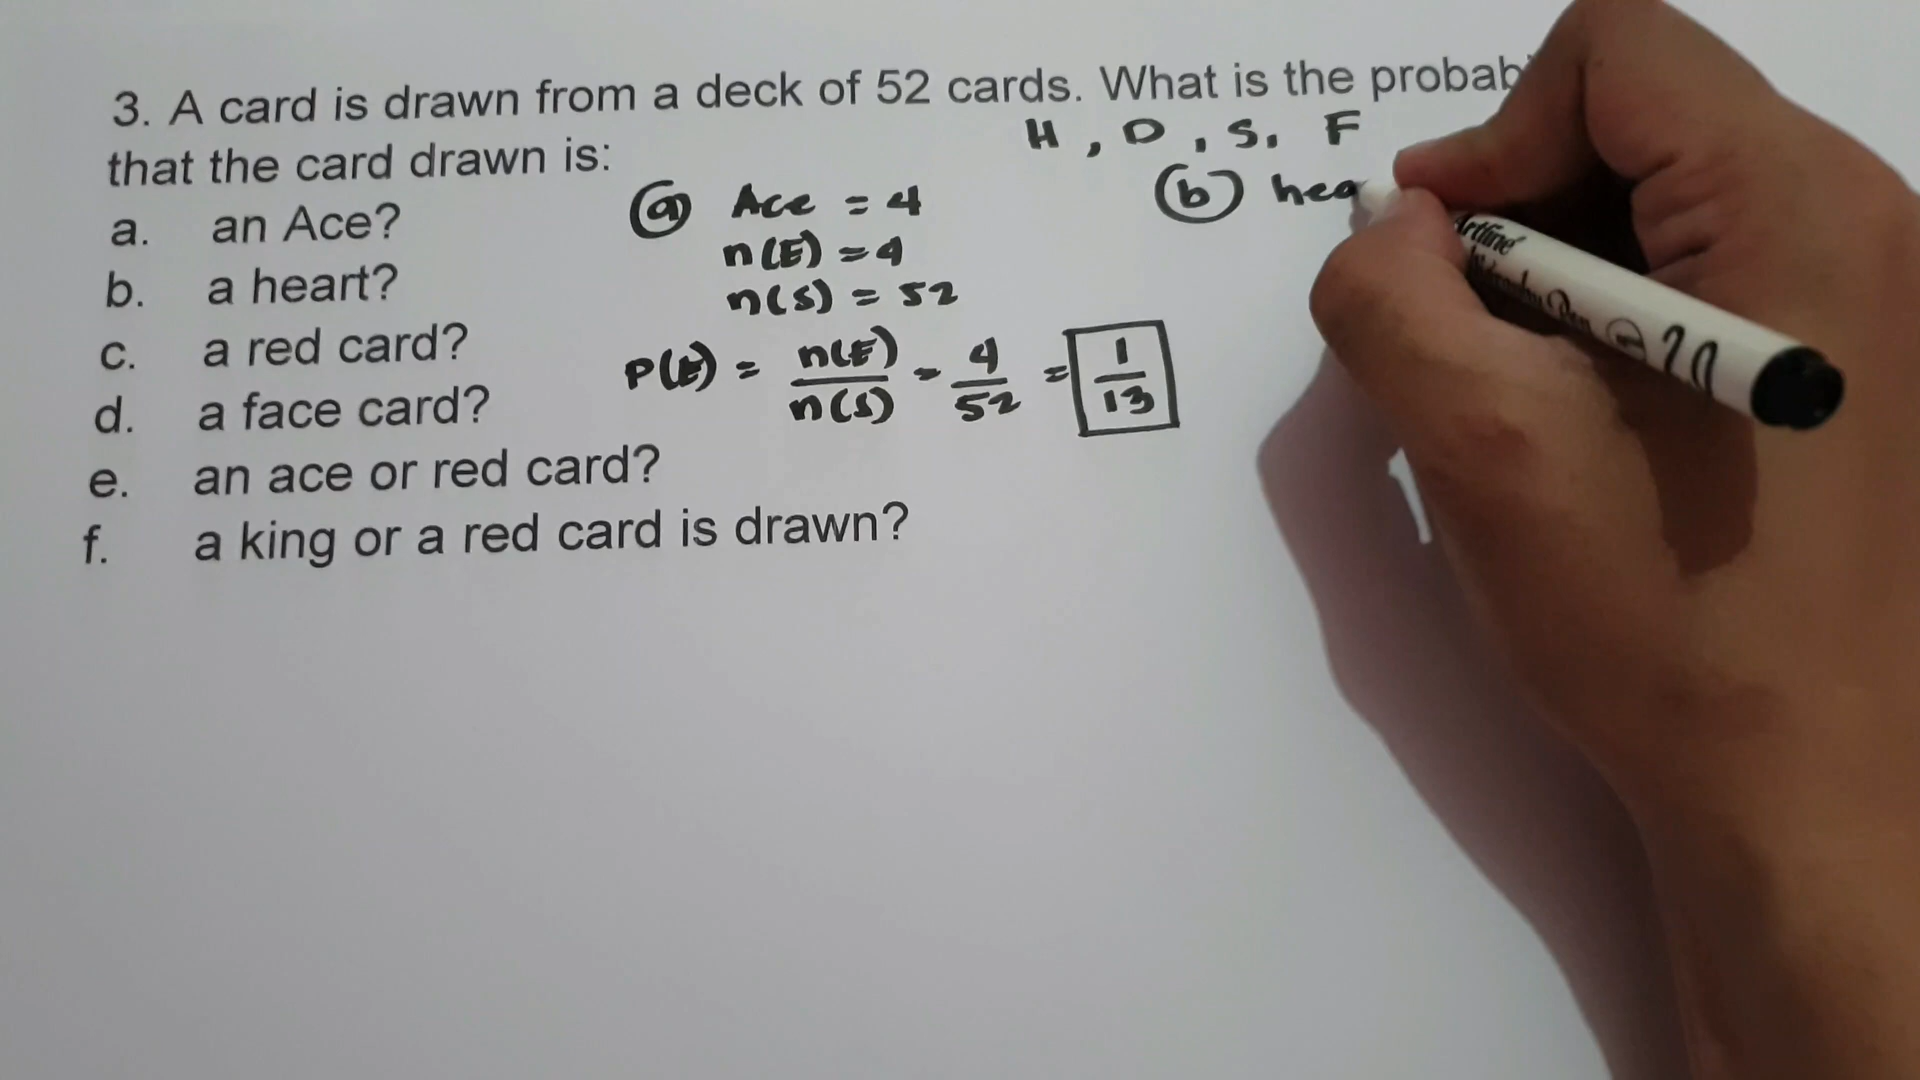 3. A card is drawn from a deck of 52 cards. What is the
that the card drawn is:
H, D, S, F
a. an Ace?
b. a heart?
c. a red card?
d. a face card?
e. an ace or red card?
f. a king or a red card is drawn?
(a) Ace = 4
n(E) = 4
n(S) = 52
P(E) = n(E)/n(S) = 4/52 = 1/13
(b)
Artline